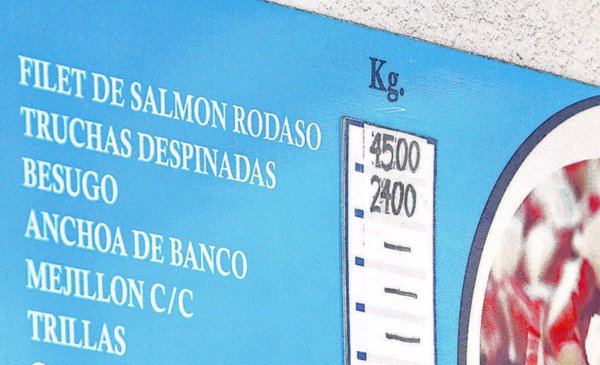 Kg.
FILET DE SALMON RODASO 4500
TRUCHAS DESPINADAS 2400
BESUGO —
ANCHOA DE BANCO —
MEJILLON C/C —
TRILLAS —